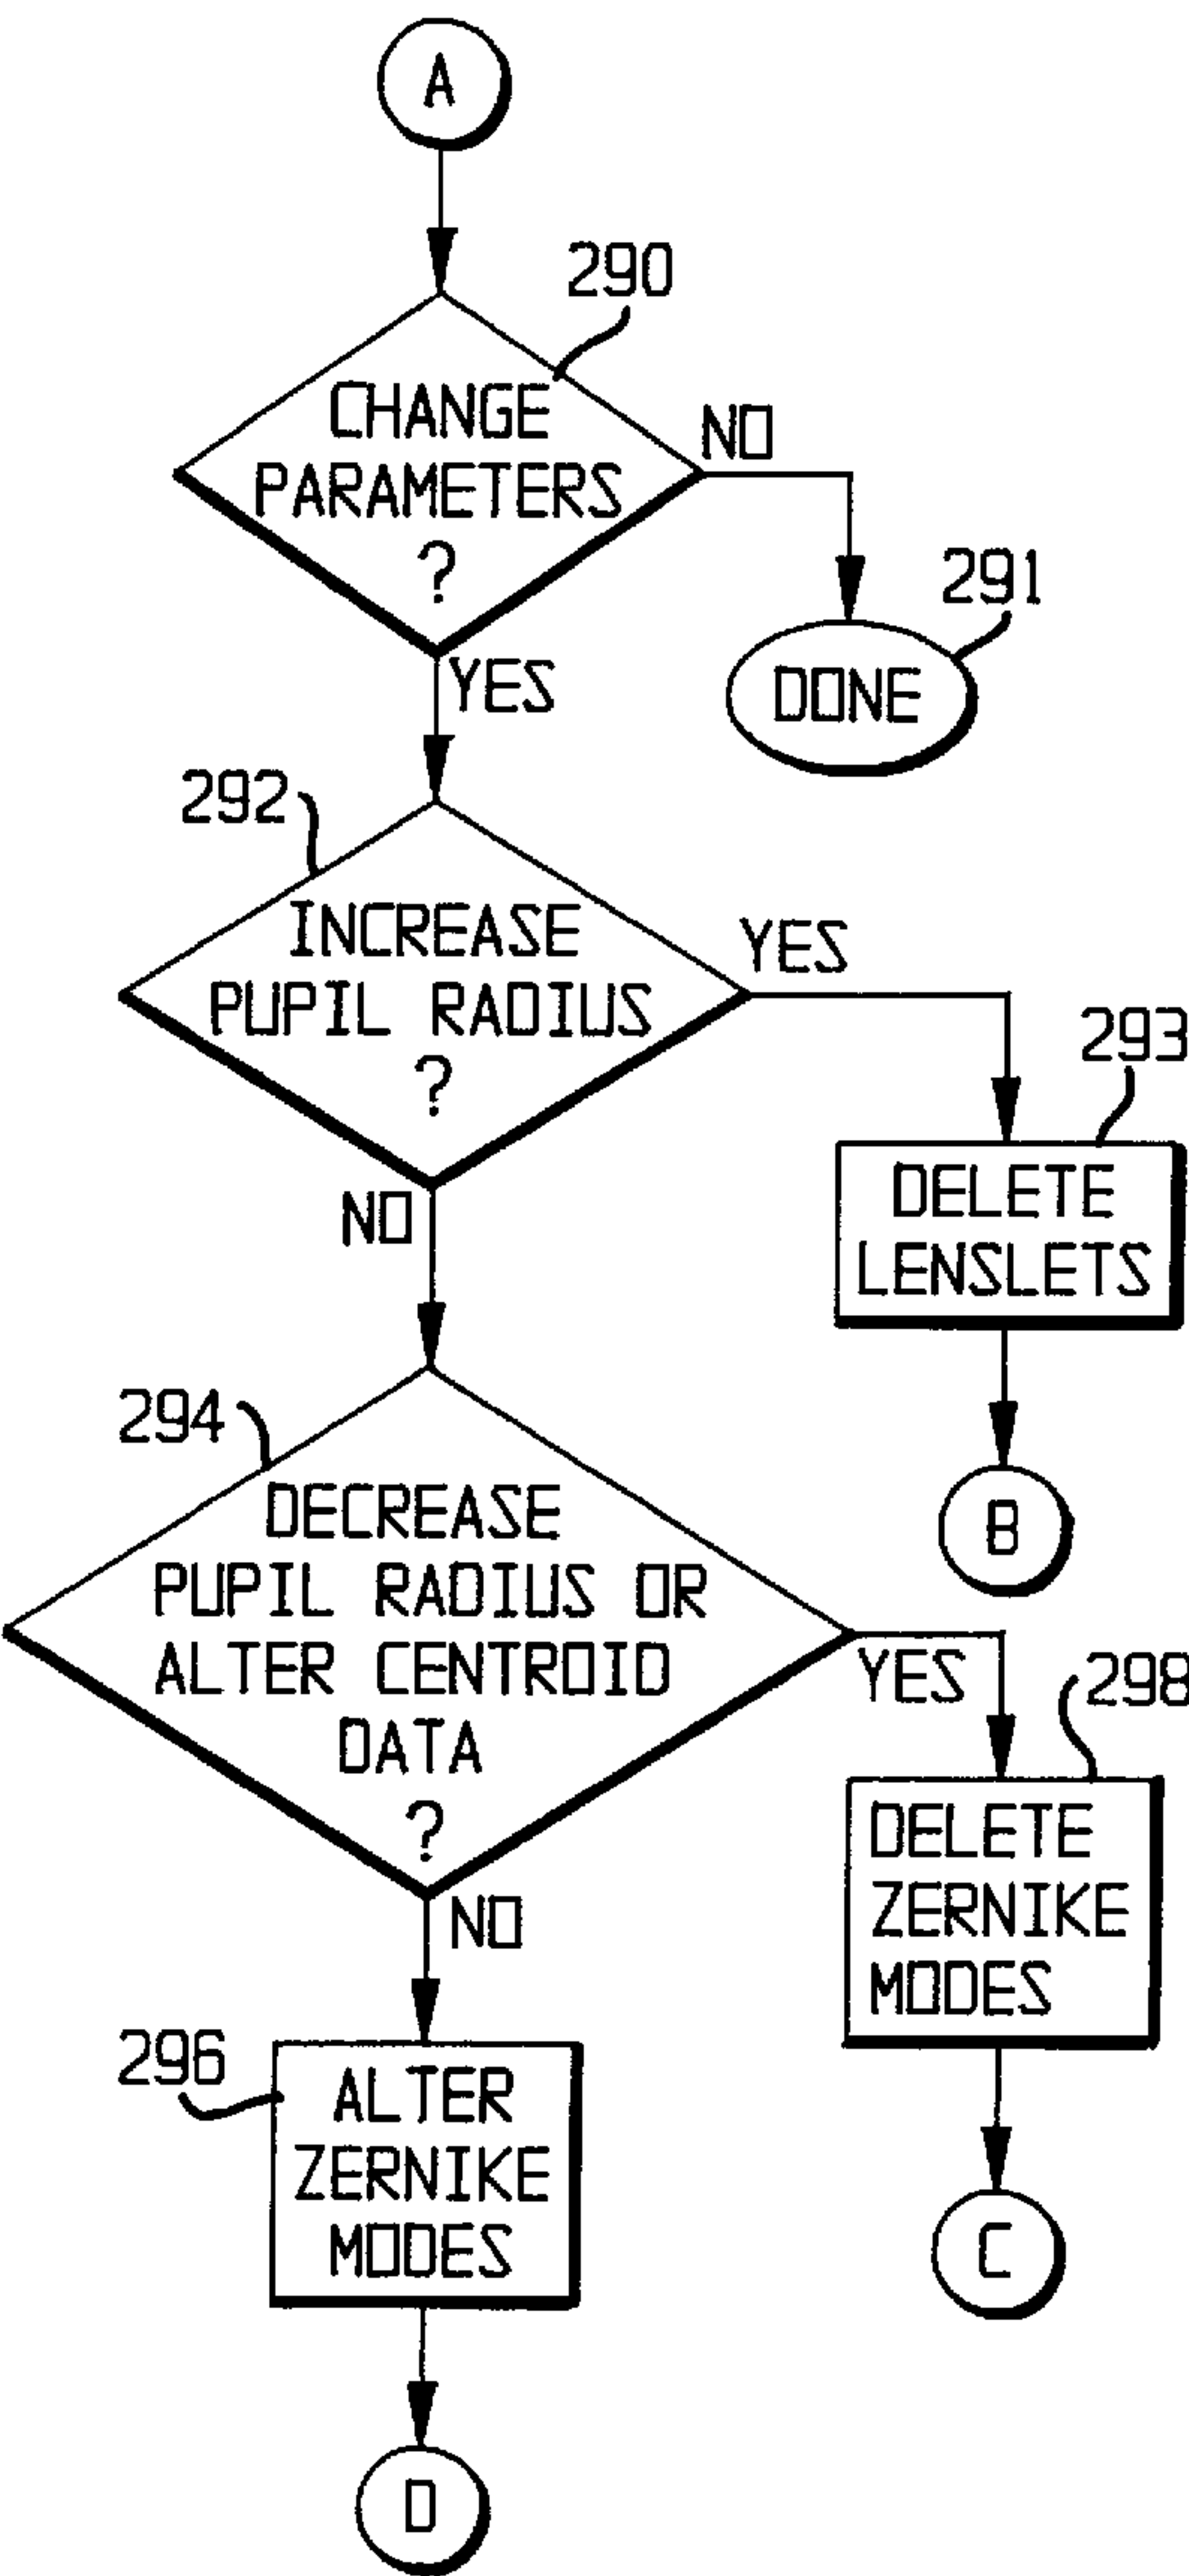 A
290
CHANGE
PARAMETERS
?
NO
291
DONE
YES
292
INCREASE
PUPIL RADIUS
?
YES
293
DELETE
LENSLETS
NO
B
294
DECREASE
PUPIL RADIUS OR
ALTER CENTROID
DATA
?
YES
298
DELETE
ZERNIKE
MODES
NO
296
ALTER
ZERNIKE
MODES
C
D